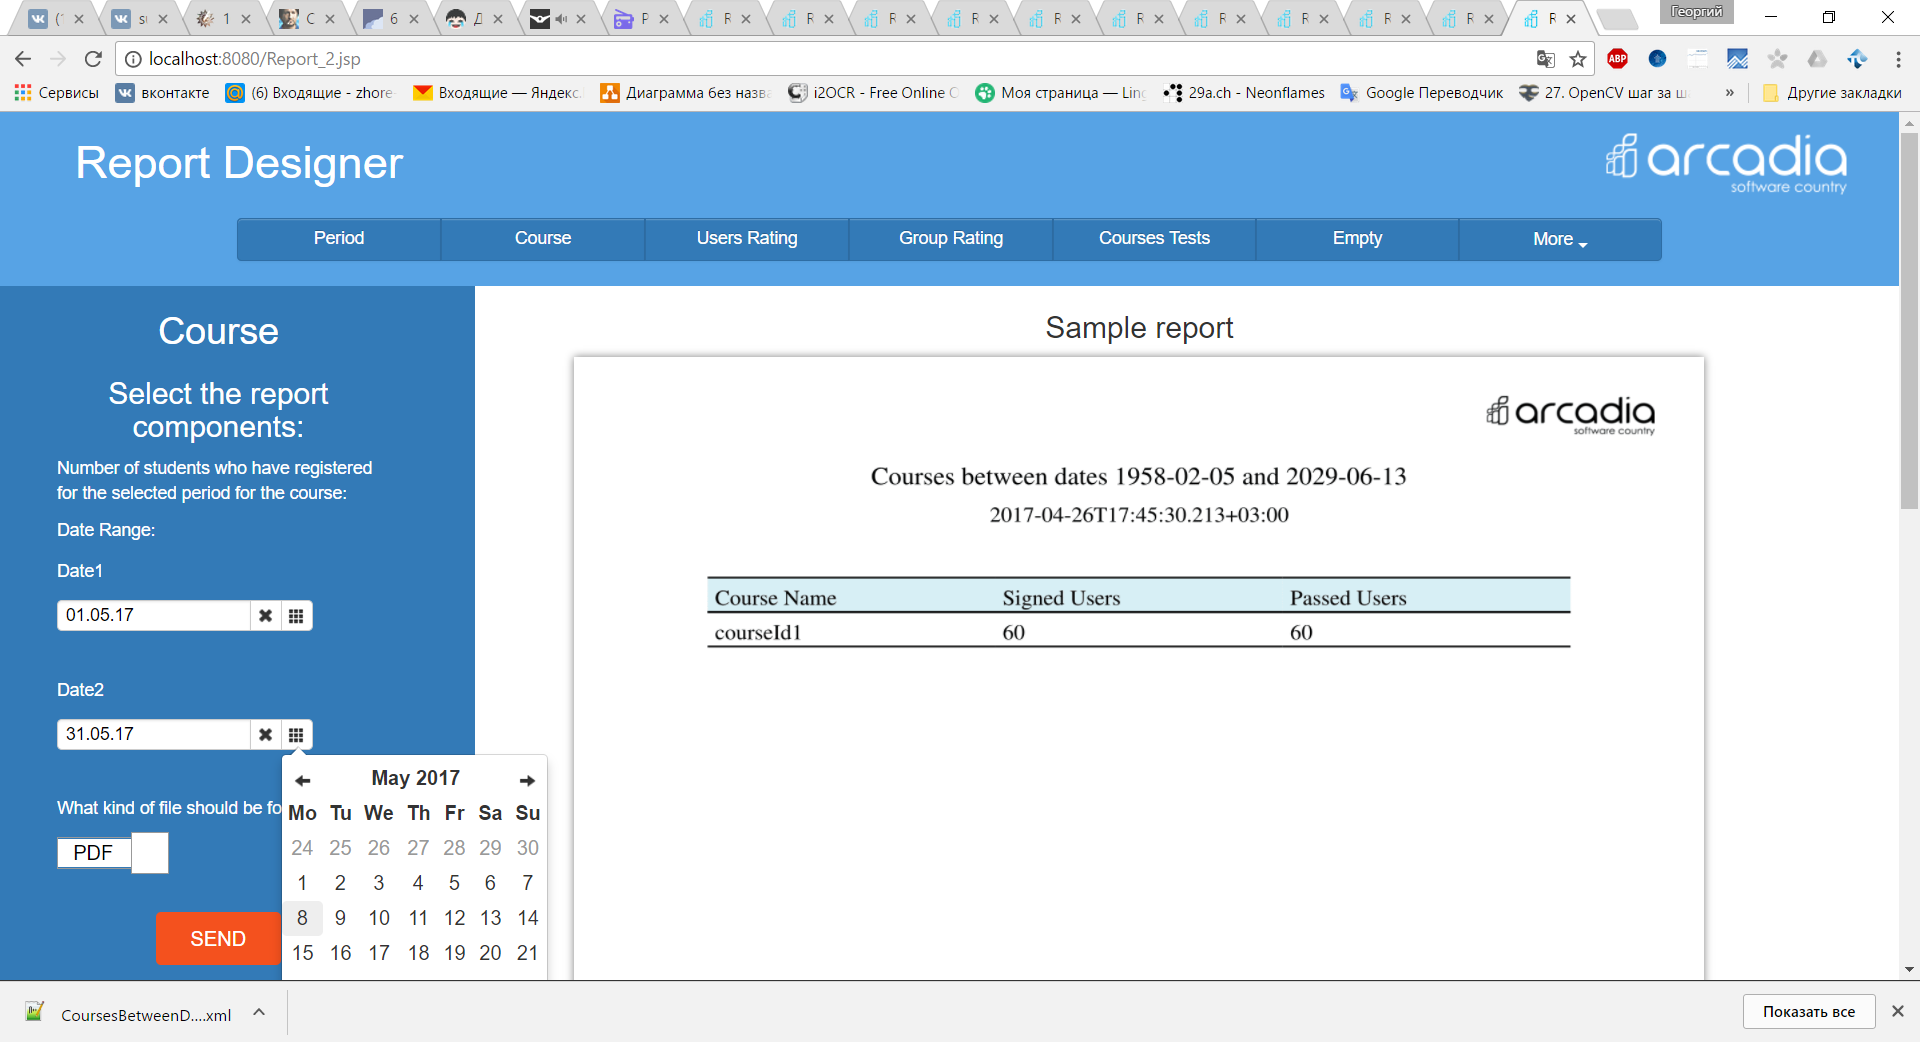 (1
s
1
C
6
Д
P
R
R
R
R
R
R
R
R
R
R
R
Георгий
localhost:8080/Report_2.jsp
ABP
Сервисы
вконтакте
(6) Входящие - zhore
Входящие — Яндекс.
Диаграмма без назва
i2OCR - Free Online
Моя страница — Lin
29a.ch - Neonflames
Google Переводчик
27. OpenCV шаг за ш
»
Другие закладки
Report Designer
arcadia
software country
Period
Course
Users Rating
Group Rating
Courses Tests
Empty
More
Course
Select the report
components:
Number of students who have registered
for the selected period for the course:
Date Range:
Date1
01.05.17
Date2
31.05.17
What kind of file should be fo
PDF
SEND
May 2017
Mo Tu We Th Fr Sa Su
24 25 26 27 28 29 30
1 2 3 4 5 6 7
8 9 10 11 12 13 14
15 16 17 18 19 20 21
Sample report
arcadia
software country
Courses between dates 1958-02-05 and 2029-06-13
2017-04-26T17:45:30.213+03:00
Course Name Signed Users Passed Users
courseId1 60 60
CoursesBetweenD....xml
Показать все